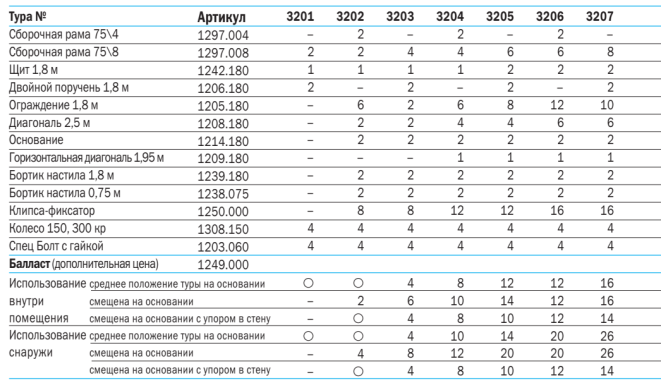 Тура № Артикул 3201 3202 3203 3204 3205 3206 3207
Сборочная рама 75\4 1297.004 – 2 – 2 – 2 –
Сборочная рама 75\8 1297.008 2 2 4 4 6 6 8
Щит 1,8 м 1242.180 1 1 1 1 2 2 2
Двойной поручень 1,8 м 1206.180 2 – 2 – 2 – 2
Ограждение 1,8 м 1205.180 – 6 2 6 8 12 10
Диагональ 2,5 м 1208.180 – 2 2 4 4 6 6
Основание 1214.180 – 2 2 2 2 2 2
Горизонтальная диагональ 1,95 м 1209.180 – – – 1 1 1 1
Бортик настила 1,8 м 1239.180 – 2 2 2 2 2 2
Бортик настила 0,75 м 1238.075 – 2 2 2 2 2 2
Клипса-фиксатор 1250.000 – 8 8 12 12 16 16
Колесо 150, 300 кр 1308.150 4 4 4 4 4 4 4
Спец Болт с гайкой 1203.060 4 4 4 4 4 4 4
Балласт (дополнительная цена) 1249.000
Использование среднее положение туры на основании ○ ○ 4 8 12 12 16
внутри смещена на основании – 2 6 10 14 12 16
помещения смещена на основании с упором в стену – ○ 4 8 10 12 14
Использование среднее положение туры на основании ○ ○ 4 10 14 20 26
снаружи смещена на основании – 4 8 12 20 20 26
смещена на основании с упором в стену – ○ 4 8 10 12 14